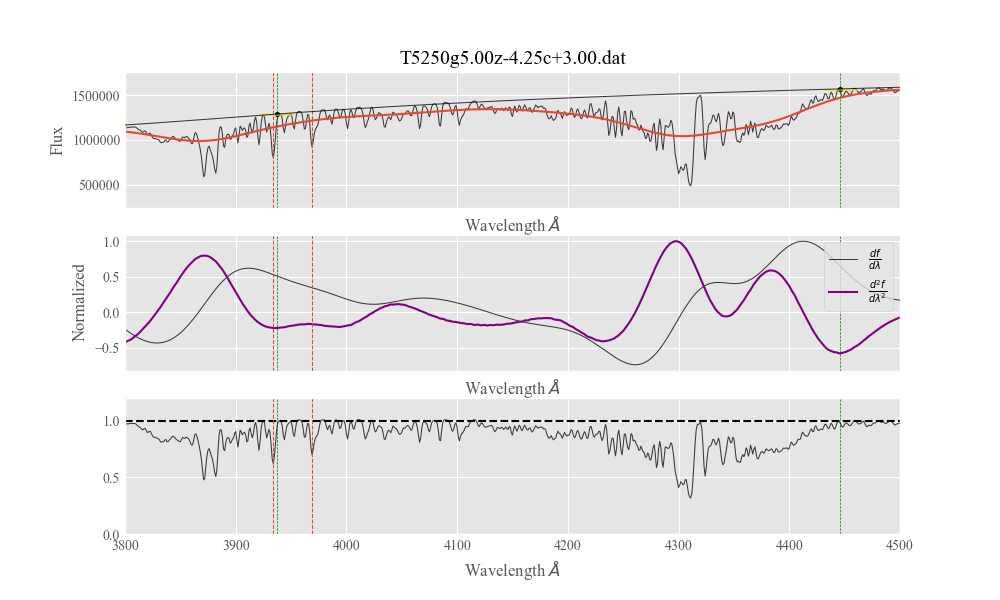 T5250g5.00z-4.25c+3.00.dat
1500000
1000000
500000
Flux
Wavelength Å
1.0
0.5
0.0
−0.5
Normalized
df/dλ
d²f/dλ²
Wavelength Å
1.0
0.5
0.0
3800 3900 4000 4100 4200 4300 4400 4500
Wavelength Å